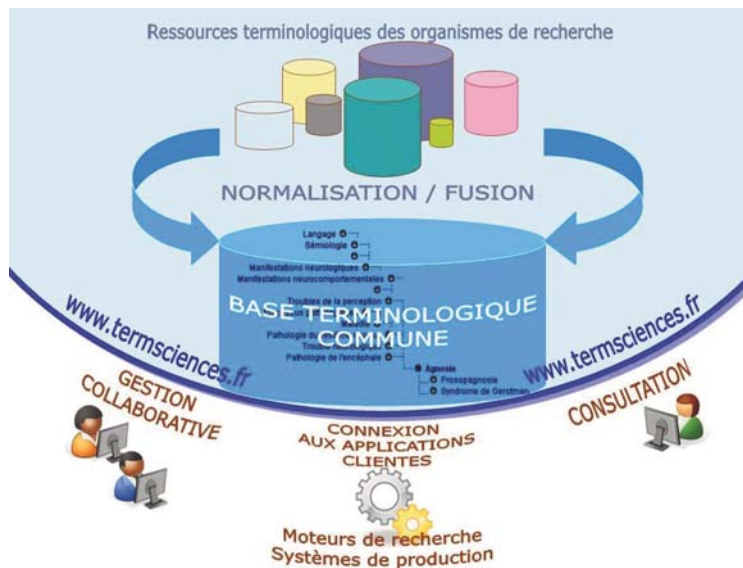 Ressources terminologiques des organismes de recherche
NORMALISATION / FUSION
Langage
Sémiologie
Manifestations neurologiques
Manifestations neurocomportementales
Troubles de la perception
BASE TERMINOLOGIQUE
COMMUNE
Pathologie de l'encéphale
Agnosie
Prosopagnosie
Syndrome de Gerstman
www.termsciences.fr
www.termsciences.fr
GESTION
COLLABORATIVE
CONNEXION
AUX APPLICATIONS
CLIENTES
CONSULTATION
Moteurs de recherche
Systèmes de production